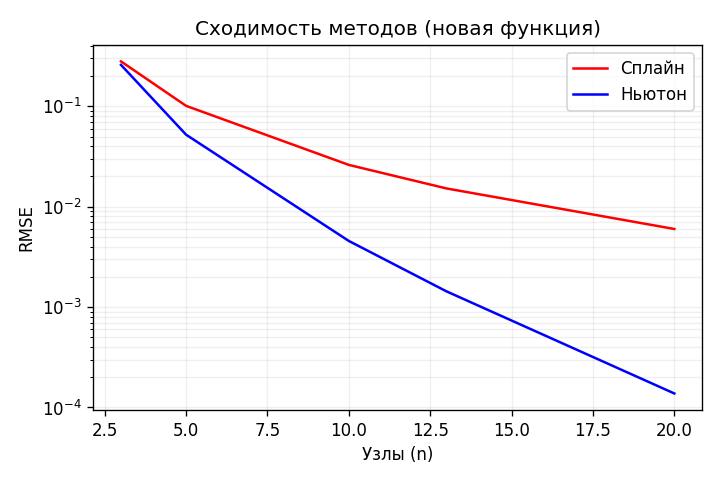 Сходимость методов (новая функция)
Сплайн
Ньютон
RMSE
10⁻¹
10⁻²
10⁻³
10⁻⁴
2.5 5.0 7.5 10.0 12.5 15.0 17.5 20.0
Узлы (n)